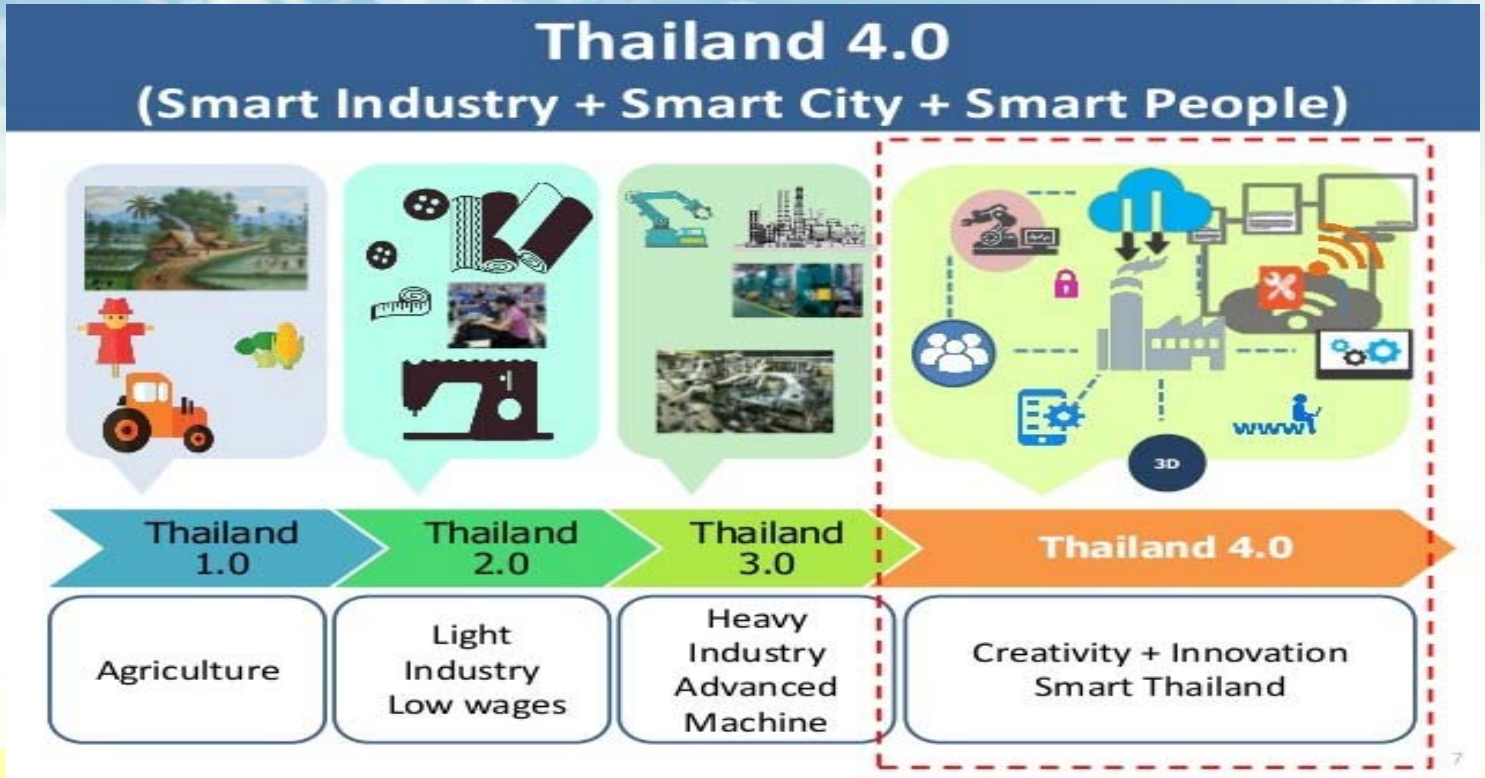 Thailand 4.0
(Smart Industry + Smart City + Smart People)
www
3D
Thailand
1.0
Thailand
2.0
Thailand
3.0
Thailand 4.0
Agriculture
Light
Industry
Low wages
Heavy
Industry
Advanced
Machine
Creativity + Innovation
Smart Thailand
7